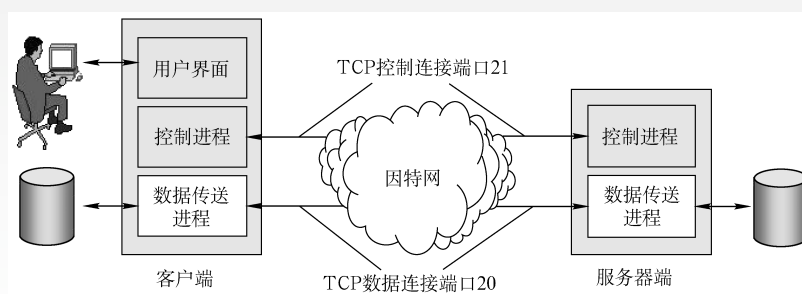 TCP控制连接端口21
用户界面
控制进程
控制进程
因特网
数据传送
进程
数据传送
进程
客户端
TCP数据连接端口20
服务器端